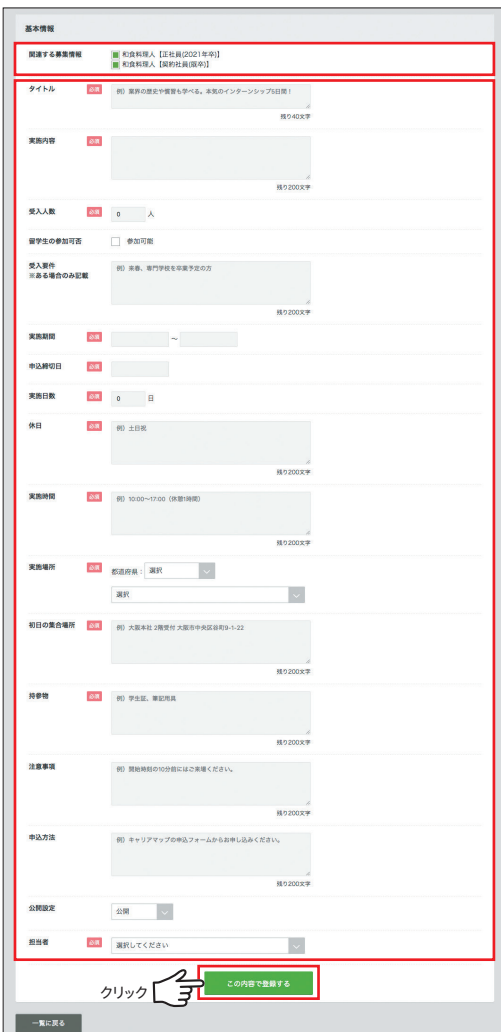 基本情報
関連する募集情報
和食料理人【正社員(2021年卒)】
和食料理人【契約社員(既卒)】
タイトル 必須 例）業界の歴史や慣習も学べる。本気のインターンシップ5日間！
残り40文字
実施内容 必須
残り200文字
受入人数 必須 0 人
留学生の参加可否 参加可能
受入要件 例）来春、専門学校を卒業予定の方
※ある場合のみ記載
残り200文字
実施期間 必須 ～
申込締切日 必須
実施日数 必須 0 日
休日 必須 例）土日祝
残り200文字
実施時間 必須 例）10:00〜17:00（休憩1時間）
残り200文字
実施場所 必須 都道府県： 選択
選択
初日の集合場所 必須 例）大阪本社 2階受付 大阪市中央区谷町9-1-22
残り200文字
持参物 必須 例）学生証、筆記用具
残り200文字
注意事項 例）開始時刻の10分前にはご来場ください。
残り200文字
申込方法 例）キャリアマップの申込フォームからお申し込みください。
残り200文字
公開設定 公開
担当者 必須 選択してください
クリック この内容で登録する
一覧に戻る